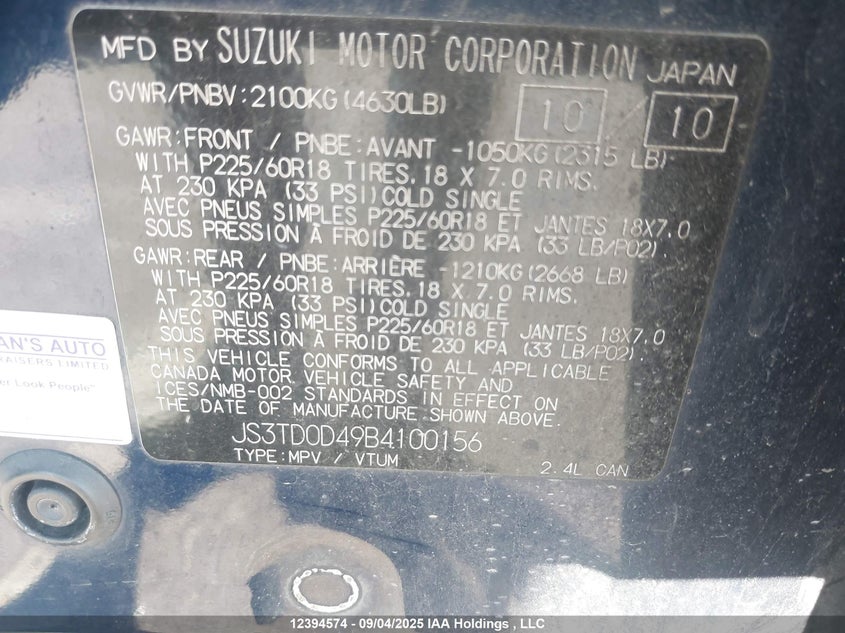 MFD BY SUZUKI MOTOR CORPORATION JAPAN
GVWR/PNBV:2100KG(4630LB) 10 / 10
GAWR:FRONT / PNBE:AVANT -1050KG(2315 LB)
WITH P225/60R18 TIRES,18 X 7.0 RIMS.
AT 230 KPA (33 PSI)COLD SINGLE
AVEC PNEUS SIMPLES P225/60R18 ET JANTES 18X7.0
SOUS PRESSION À FROID DE 230 KPA (33 LB/PO2).
GAWR:REAR / PNBE:ARRIÈRE -1210KG(2668 LB)
WITH P225/60R18 TIRES,18 X 7.0 RIMS.
AT 230 KPA (33 PSI)COLD SINGLE
AVEC PNEUS SIMPLES P225/60R18 ET JANTES 18X7.0
SOUS PRESSION À FROID DE 230 KPA (33 LB/PO2).
THIS VEHICLE CONFORMS TO ALL APPLICABLE
CANADA MOTOR VEHICLE SAFETY AND
ICES/NMB-002 STANDARDS IN EFFECT ON
THE DATE OF MANUFACTURE SHOWN ABOVE.
JS3TD0D49B4100156
TYPE:MPV / VTUM 2.4L CAN
AN'S AUTO
AISERS LIMITED
er Look People"
12394574 - 09/04/2025 IAA Holdings, LLC